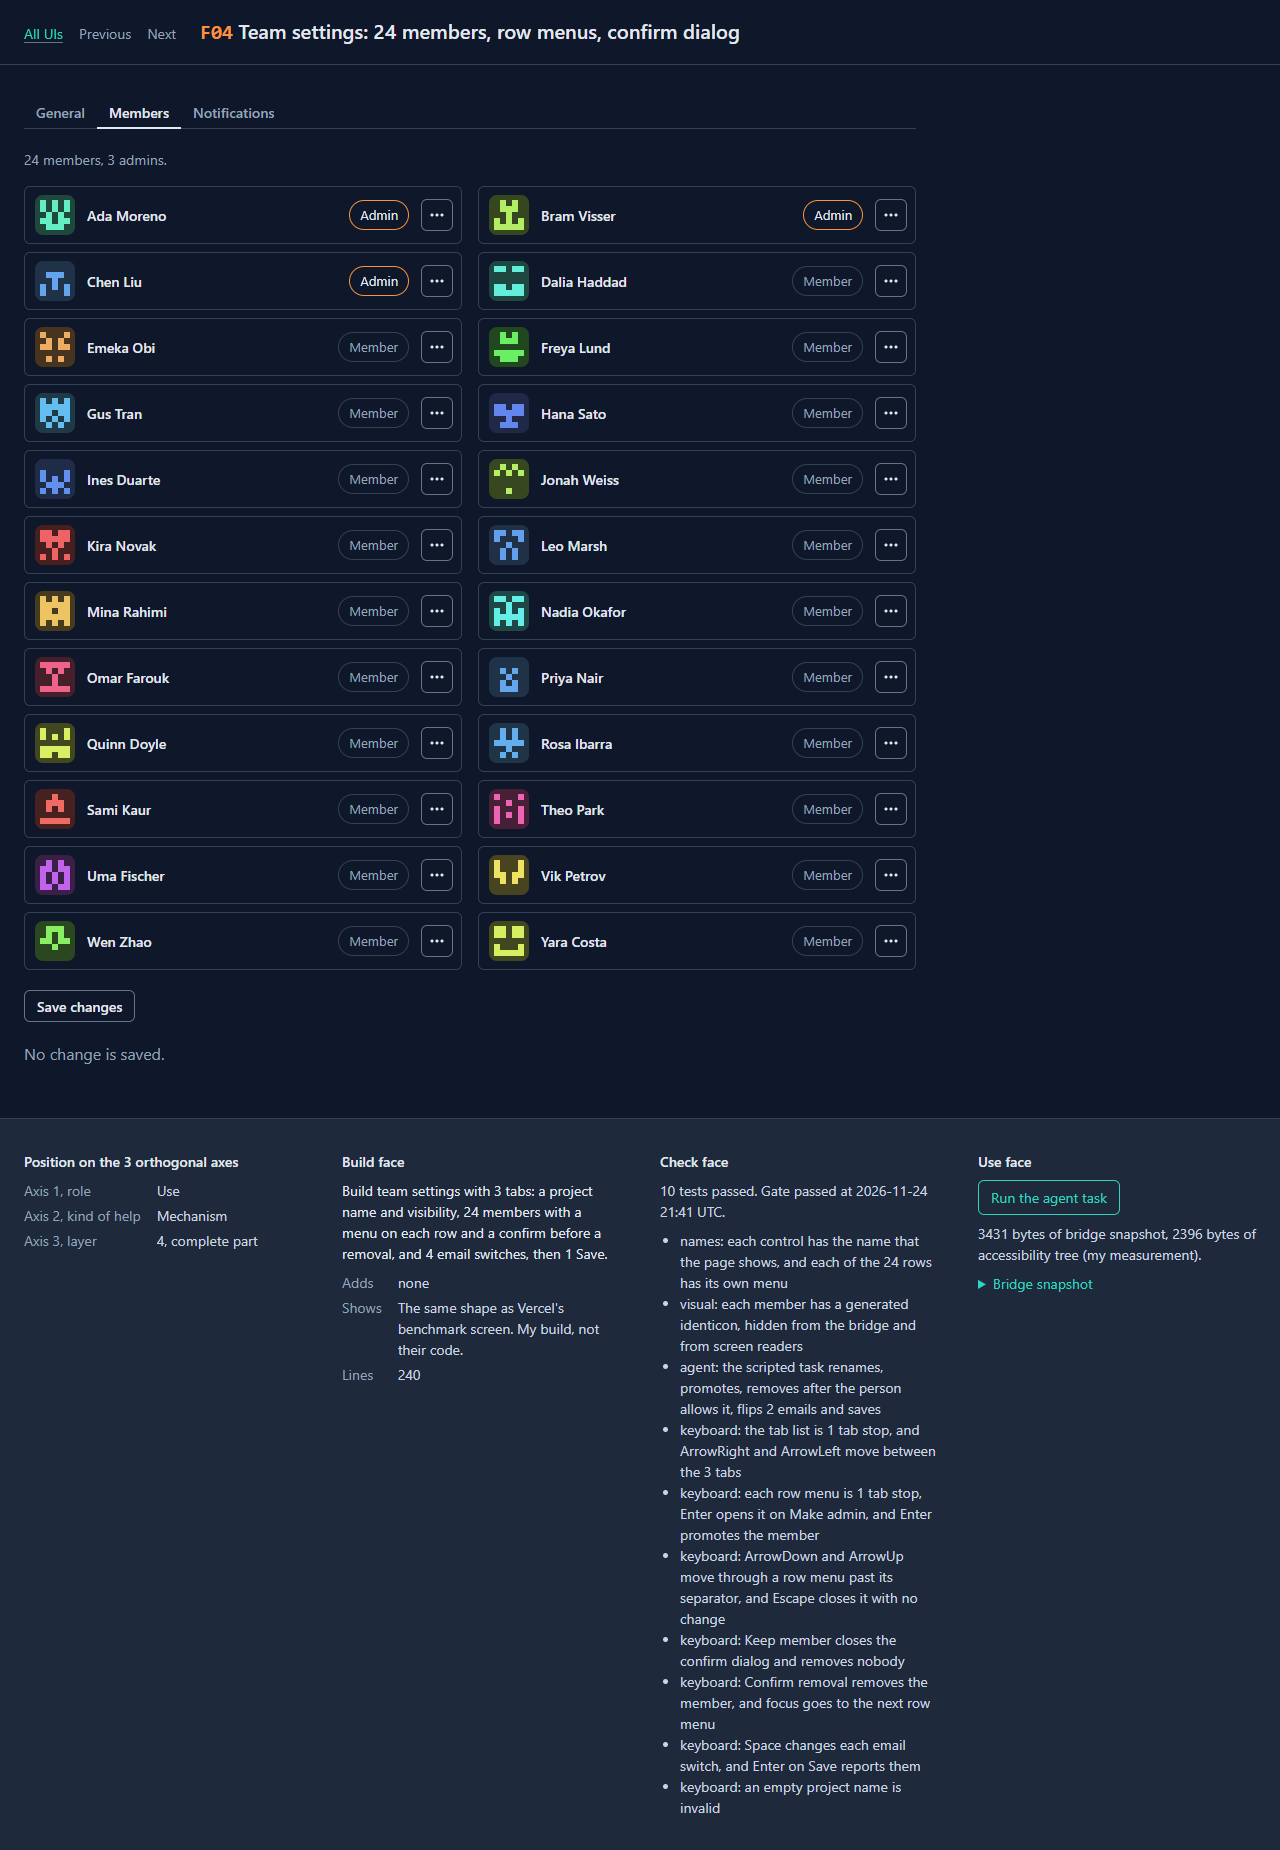 All UIs Previous Next F04 Team settings: 24 members, row menus, confirm dialog
General Members Notifications
24 members, 3 admins.
Ada Moreno Admin
Bram Visser Admin
Chen Liu Admin
Dalia Haddad Member
Emeka Obi Member
Freya Lund Member
Gus Tran Member
Hana Sato Member
Ines Duarte Member
Jonah Weiss Member
Kira Novak Member
Leo Marsh Member
Mina Rahimi Member
Nadia Okafor Member
Omar Farouk Member
Priya Nair Member
Quinn Doyle Member
Rosa Ibarra Member
Sami Kaur Member
Theo Park Member
Uma Fischer Member
Vik Petrov Member
Wen Zhao Member
Yara Costa Member
Save changes
No change is saved.
Position on the 3 orthogonal axes
Axis 1, role Use
Axis 2, kind of help Mechanism
Axis 3, layer 4, complete part
Build face
Build team settings with 3 tabs: a project
name and visibility, 24 members with a
menu on each row and a confirm before a
removal, and 4 email switches, then 1 Save.
Adds none
Shows The same shape as Vercel's
benchmark screen. My build, not
their code.
Lines 240
Check face
10 tests passed. Gate passed at 2026-11-24
21:41 UTC.
names: each control has the name that
the page shows, and each of the 24 rows
has its own menu
visual: each member has a generated
identicon, hidden from the bridge and
from screen readers
agent: the scripted task renames,
promotes, removes after the person
allows it, flips 2 emails and saves
keyboard: the tab list is 1 tab stop, and
ArrowRight and ArrowLeft move between
the 3 tabs
keyboard: each row menu is 1 tab stop,
Enter opens it on Make admin, and Enter
promotes the member
keyboard: ArrowDown and ArrowUp
move through a row menu past its
separator, and Escape closes it with no
change
keyboard: Keep member closes the
confirm dialog and removes nobody
keyboard: Confirm removal removes the
member, and focus goes to the next row
menu
keyboard: Space changes each email
switch, and Enter on Save reports them
keyboard: an empty project name is
invalid
Use face
Run the agent task
3431 bytes of bridge snapshot, 2396 bytes of
accessibility tree (my measurement).
Bridge snapshot